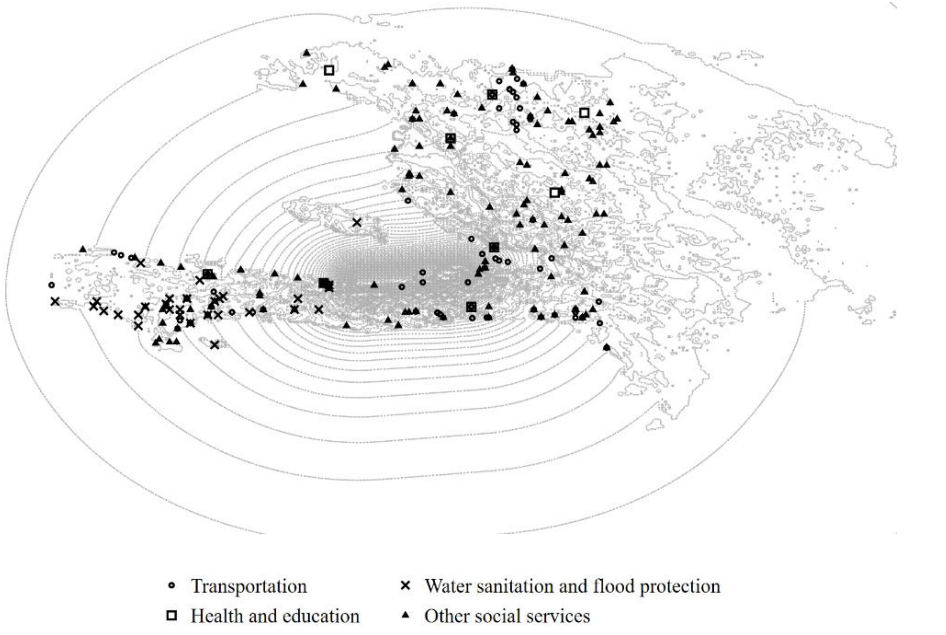 Transportation
Water sanitation and flood protection
Health and education
Other social services